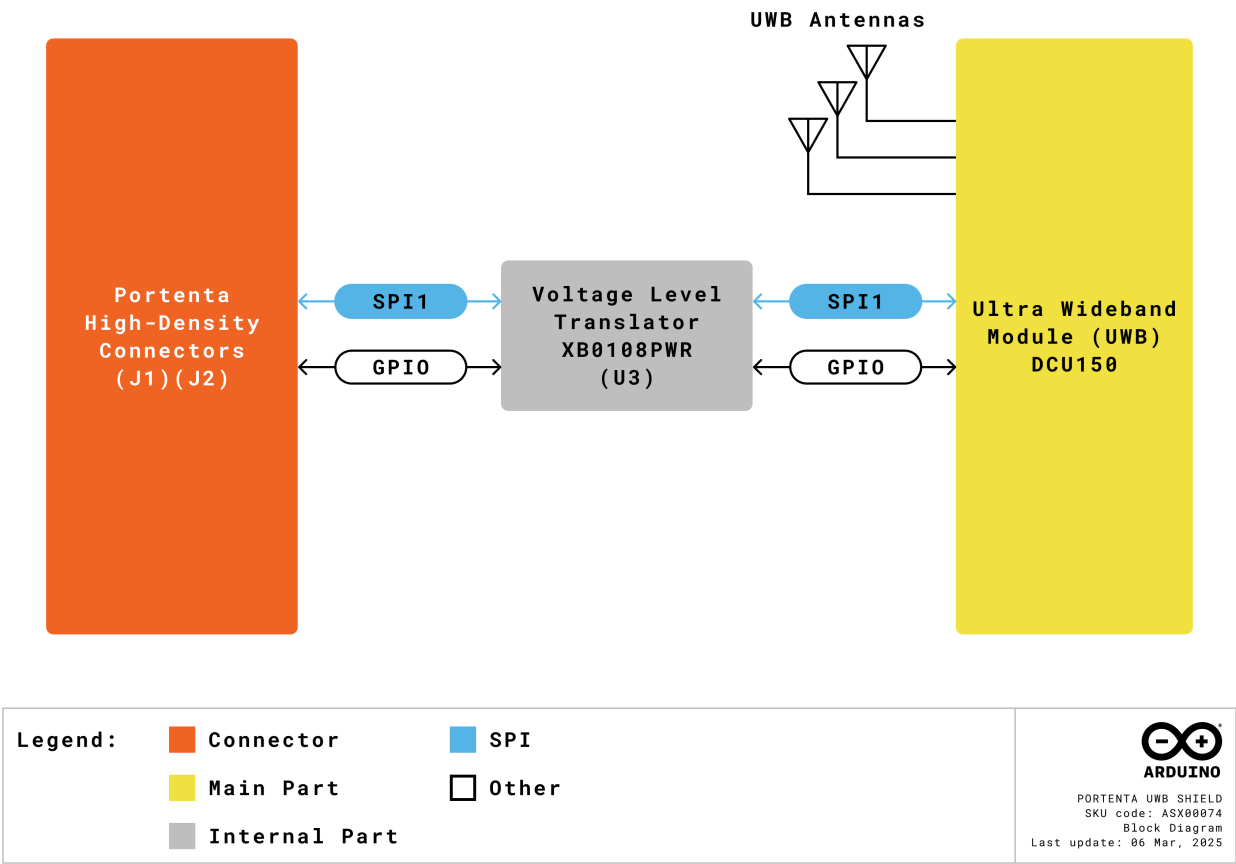 UWB Antennas
Portenta
High-Density
Connectors
(J1)(J2)
SPI1
GPIO
Voltage Level
Translator
XB0108PWR
(U3)
SPI1
GPIO
Ultra Wideband
Module (UWB)
DCU150
Legend:
Connector
Main Part
Internal Part
SPI
Other
ARDUINO
PORTENTA UWB SHIELD
SKU code: ASX00074
Block Diagram
Last update: 06 Mar, 2025